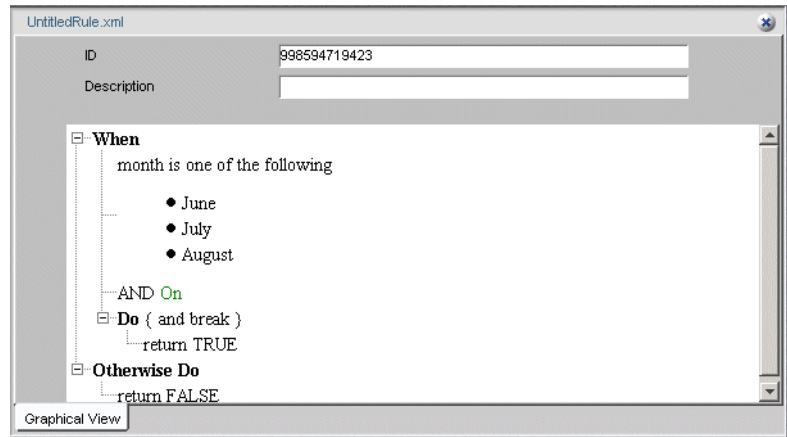 UntitledRule.xml
ID 998594719423
Description
When
month is one of the following
June
July
August
AND On
Do { and break }
return TRUE
Otherwise Do
return FALSE
Graphical View